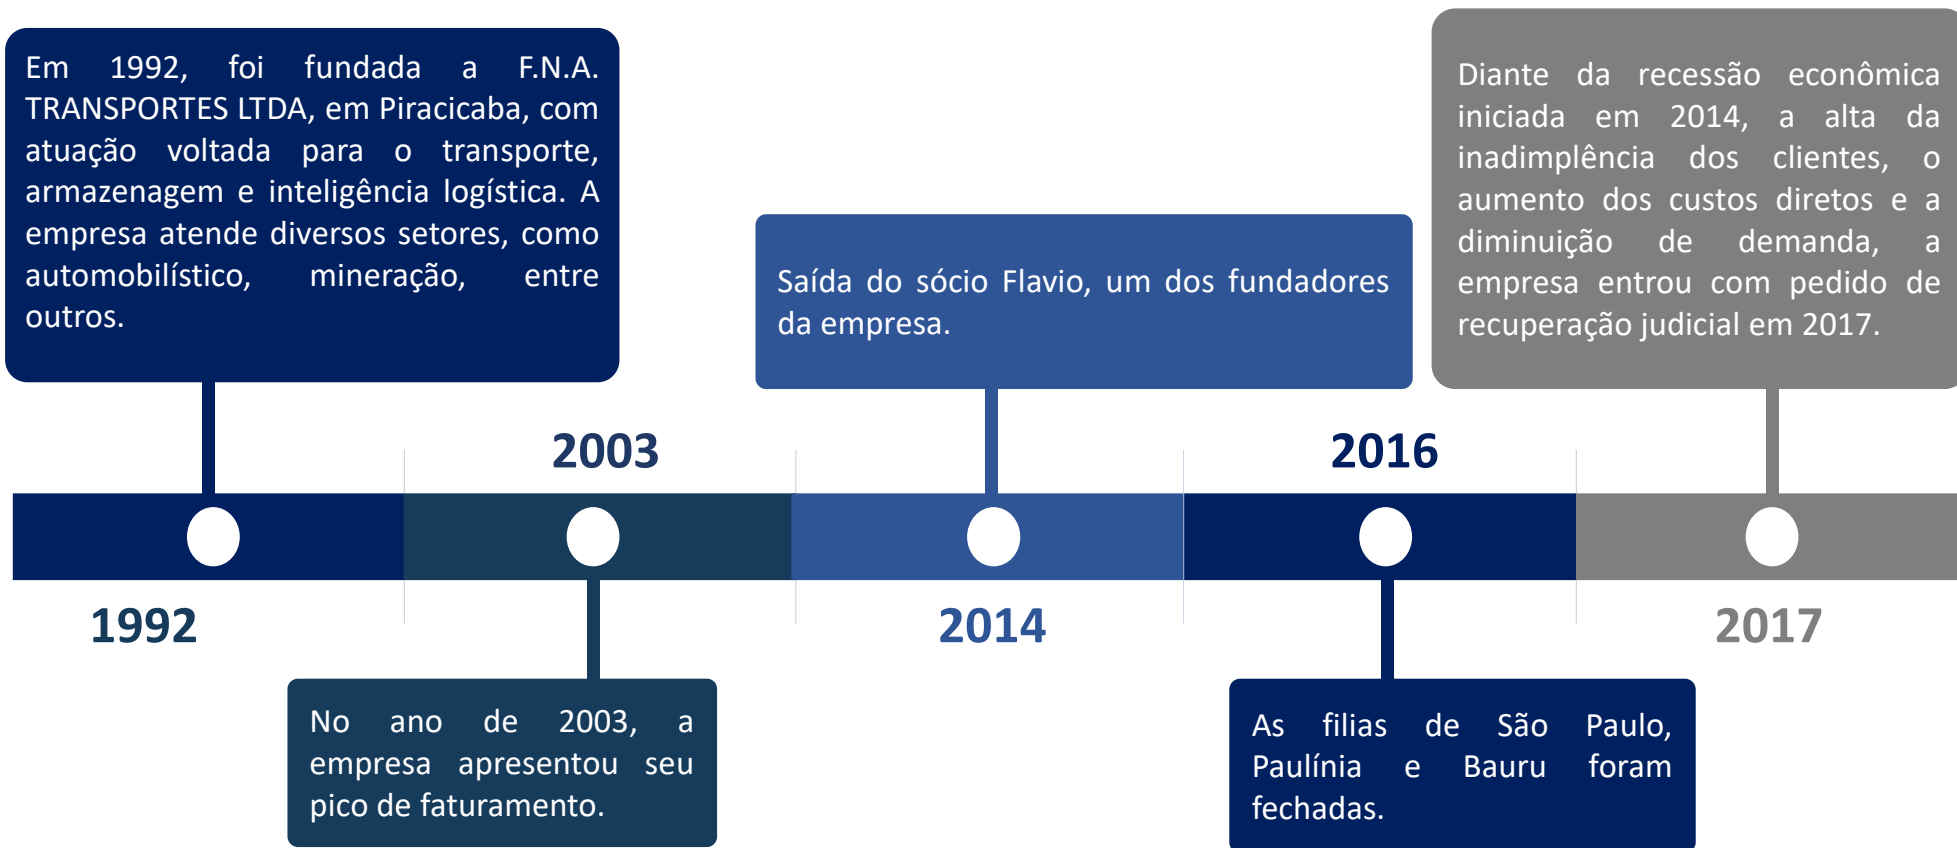 Em 1992, foi fundada a F.N.A.
TRANSPORTES LTDA, em Piracicaba, com
atuação voltada para o transporte,
armazenagem e inteligência logística. A
empresa atende diversos setores, como
automobilístico, mineração, entre
outros.
1992
2003
No ano de 2003, a
empresa apresentou seu
pico de faturamento.
Saída do sócio Flavio, um dos fundadores
da empresa.
2014
2016
As filias de São Paulo,
Paulínia e Bauru foram
fechadas.
Diante da recessão econômica
iniciada em 2014, a alta da
inadimplência dos clientes, o
aumento dos custos diretos e a
diminuição de demanda, a
empresa entrou com pedido de
recuperação judicial em 2017.
2017